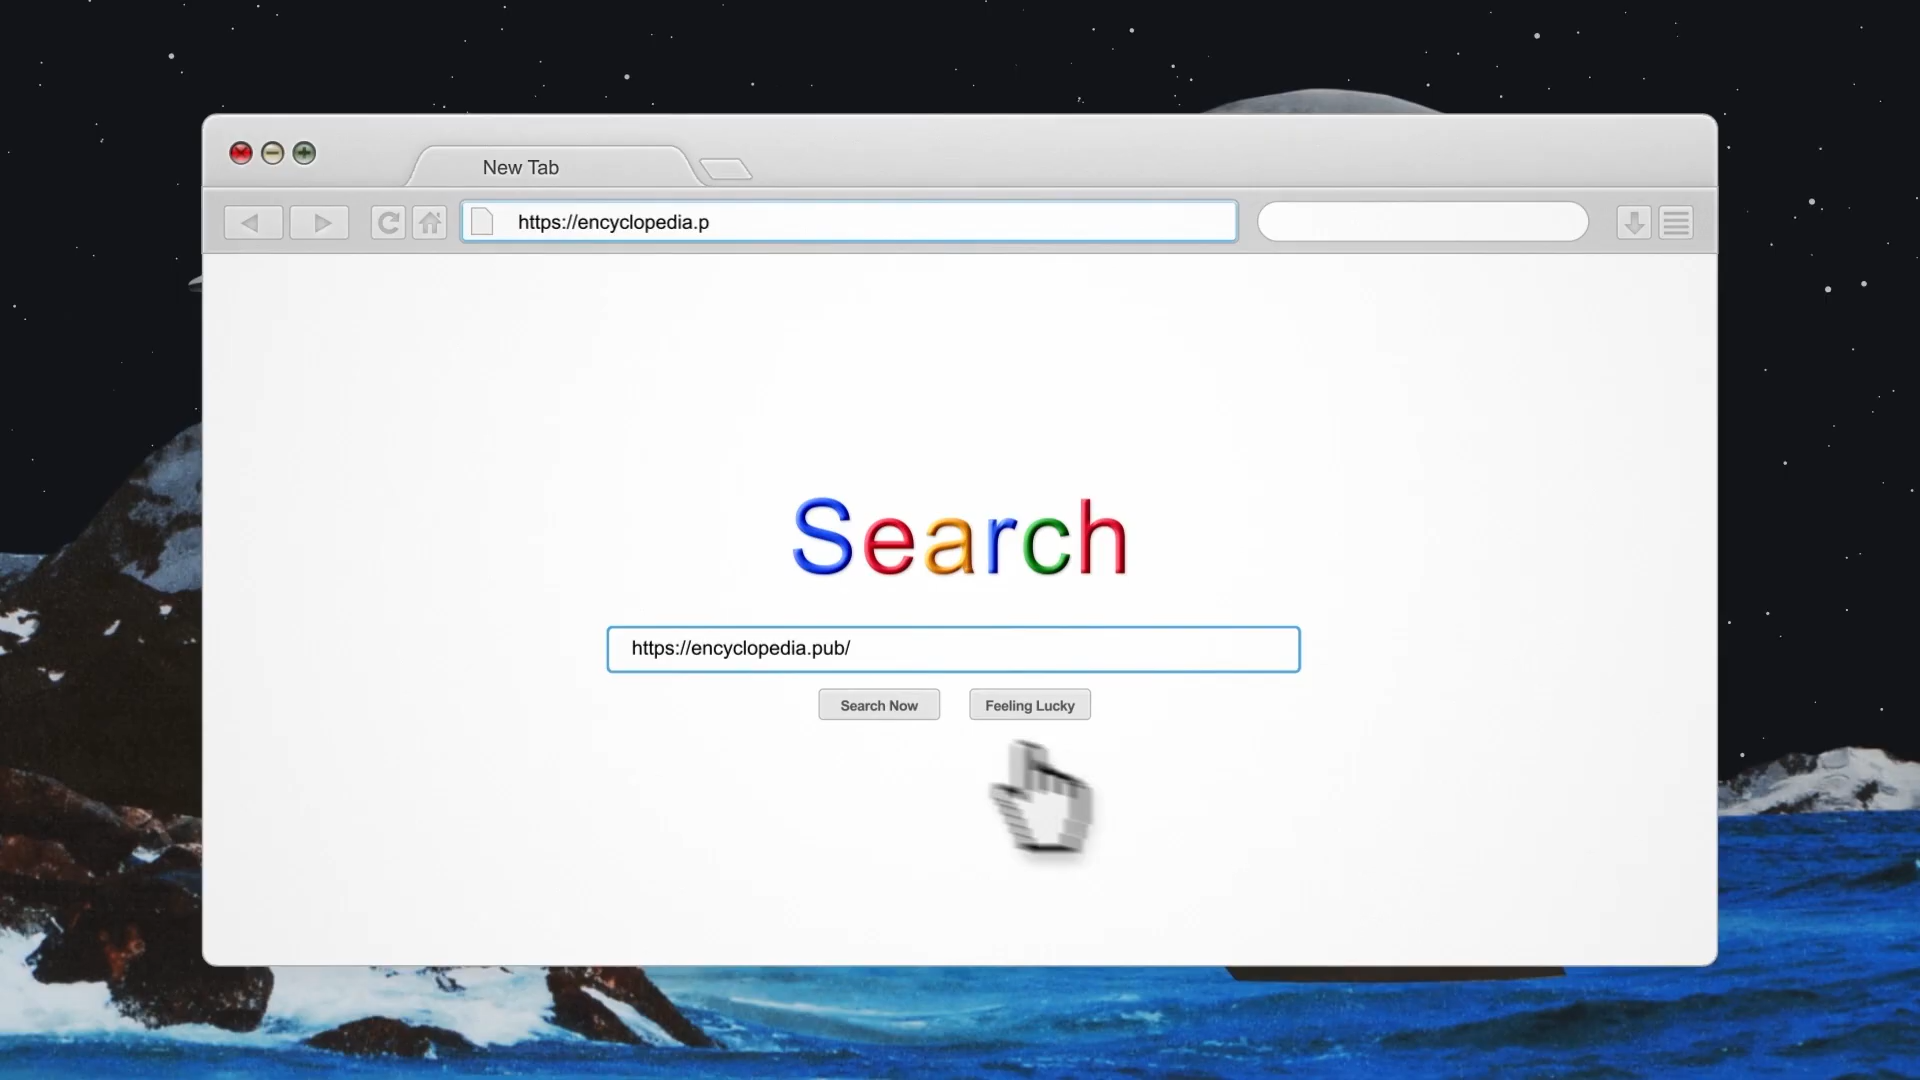 New Tab
https://encyclopedia.p
Search
https://encyclopedia.pub/
Search Now
Feeling Lucky